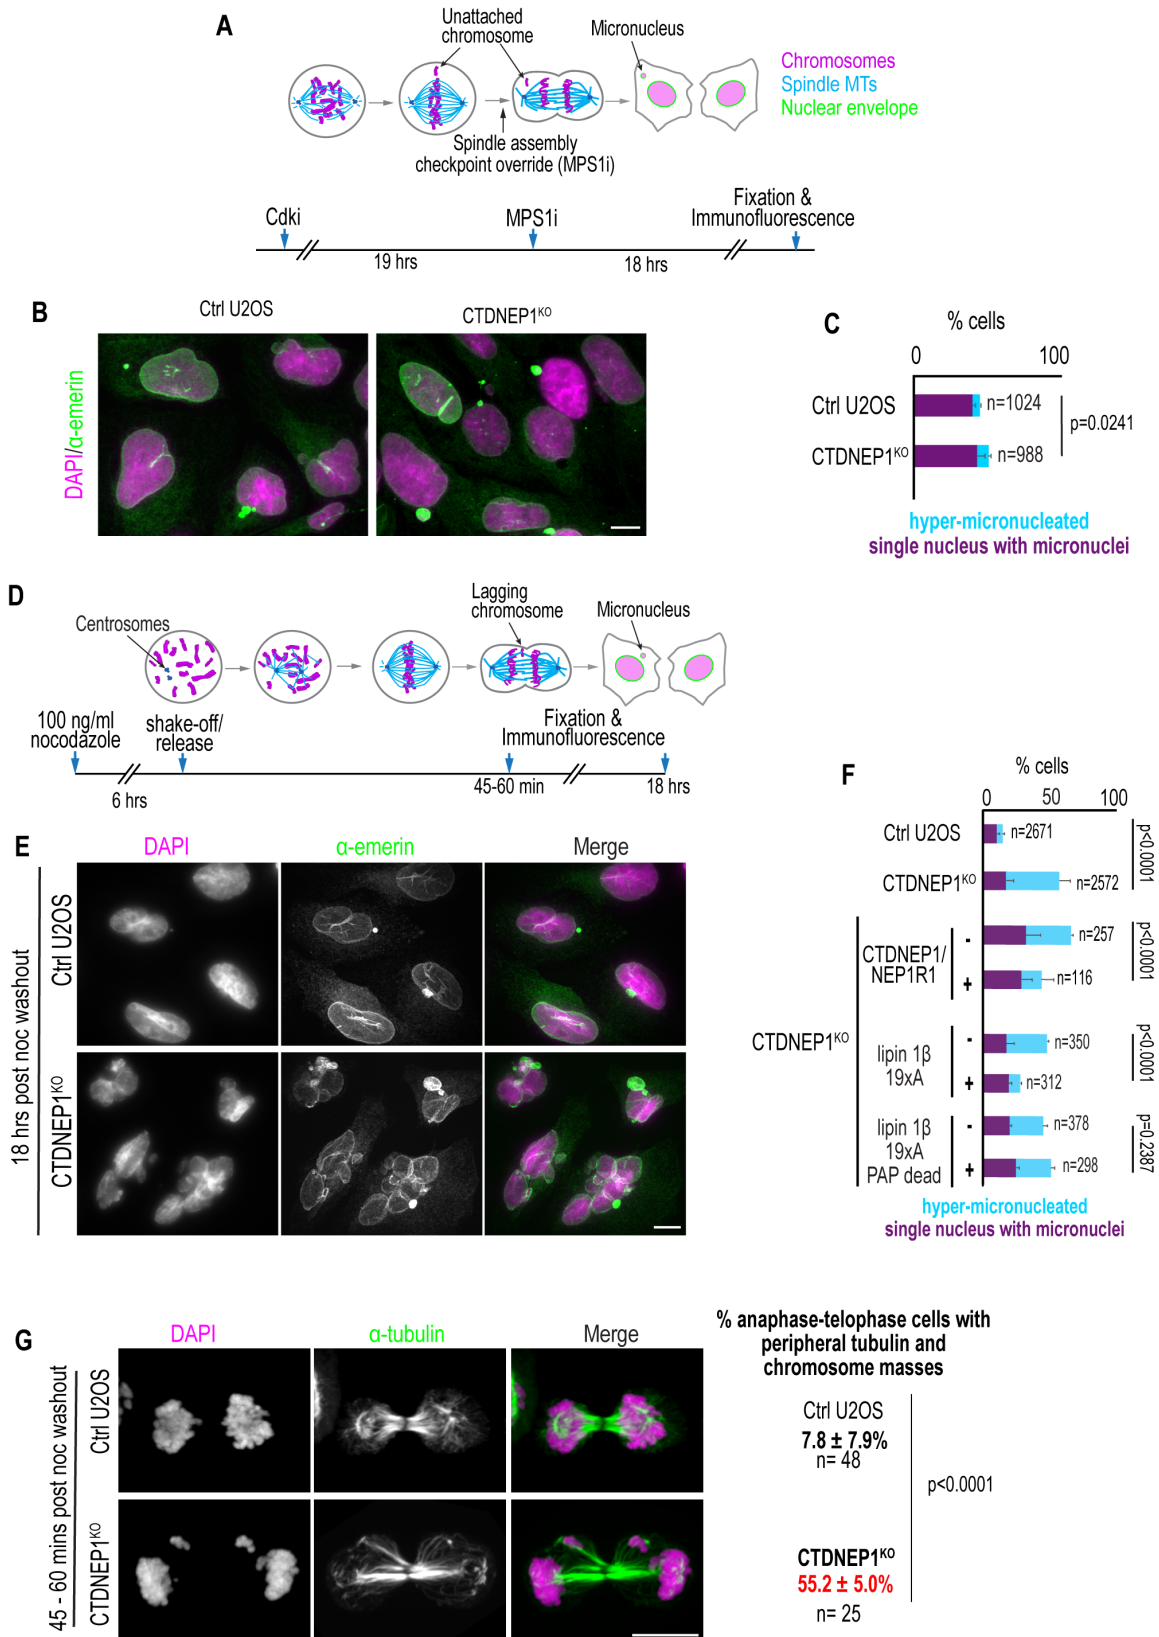 A
Unattached
chromosome
Micronucleus
Chromosomes
Spindle MTs
Nuclear envelope
Spindle assembly
checkpoint override (MPS1i)
Cdki
MPS1i
Fixation &
Immunofluorescence
19 hrs
18 hrs
B
Ctrl U2OS
CTDNEP1KO
DAPI/α-emerin
C
% cells
0
100
Ctrl U2OS
n=1024
CTDNEP1KO
n=988
p=0.0241
hyper-micronucleated
single nucleus with micronuclei
D
Centrosomes
Lagging
chromosome
Micronucleus
100 ng/ml
nocodazole
shake-off/
release
Fixation &
Immunofluorescence
6 hrs
45-60 min
18 hrs
E
DAPI
α-emerin
Merge
18 hrs post noc washout
Ctrl U2OS
CTDNEP1KO
F
% cells
0
50
100
Ctrl U2OS
n=2671
CTDNEP1KO
n=2572
p<0.0001
CTDNEP1KO
CTDNEP1/
NEP1R1
-
n=257
+
n=116
p<0.0001
lipin 1β
19xA
-
n=350
+
n=312
p<0.0001
lipin 1β
19xA
PAP dead
-
n=378
+
n=298
p=0.2387
hyper-micronucleated
single nucleus with micronuclei
G
DAPI
α-tubulin
Merge
45 - 60 mins post noc washout
Ctrl U2OS
CTDNEP1KO
% anaphase-telophase cells with
peripheral tubulin and
chromosome masses
Ctrl U2OS
7.8 ± 7.9%
n= 48
p<0.0001
CTDNEP1KO
55.2 ± 5.0%
n= 25